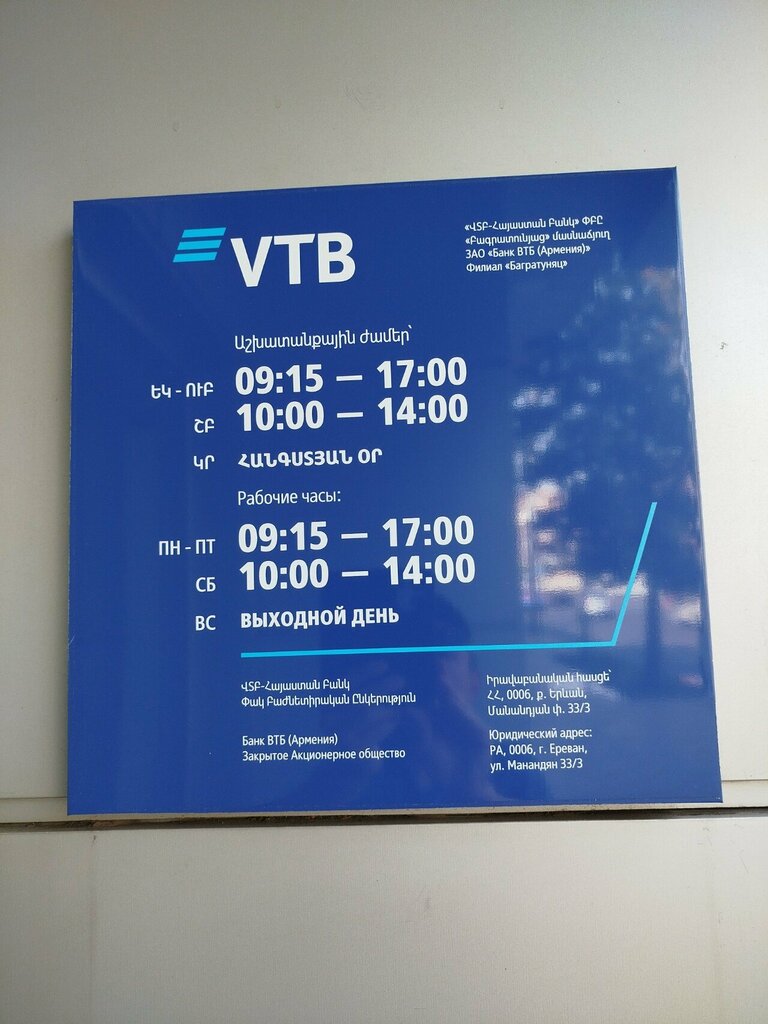 VTB
«ՎՏԲ-Հայաստան Բանկ» ՓԲԸ
«Բագրատունյաց» մասնաճյուղ
ЗАО «Банк ВТБ (Армения)»
Филиал «Багратуняц»
Աշխատանքային ժամեր՝
ԵԿ - ՈՒԲ 09:15 — 17:00
ՇԲ 10:00 — 14:00
ԿՐ ՀԱՆԳՍՏՅԱՆ ՕՐ
Рабочие часы:
ПН - ПТ 09:15 — 17:00
СБ 10:00 — 14:00
ВС ВЫХОДНОЙ ДЕНЬ
ՎՏԲ-Հայաստան Բանկ
Փակ Բաժնետիրական Ընկերություն
Банк ВТБ (Армения)
Закрытое Акционерное общество
Իրավաբանական հասցե՝
ՀՀ, 0006, ք. Երևան,
Մանանդյան փ. 33/3
Юридический адрес:
РА, 0006, г. Ереван,
ул. Манандян 33/3